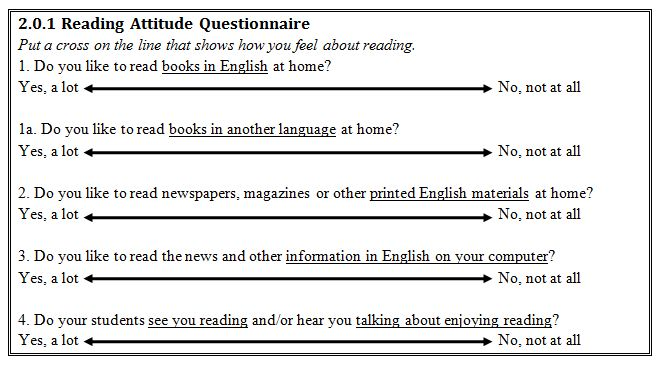 2.0.1 Reading Attitude Questionnaire
Put a cross on the line that shows how you feel about reading.
1. Do you like to read books in English at home?
Yes, a lot No, not at all
1a. Do you like to read books in another language at home?
Yes, a lot No, not at all
2. Do you like to read newspapers, magazines or other printed English materials at home?
Yes, a lot No, not at all
3. Do you like to read the news and other information in English on your computer?
Yes, a lot No, not at all
4. Do your students see you reading and/or hear you talking about enjoying reading?
Yes, a lot No, not at all